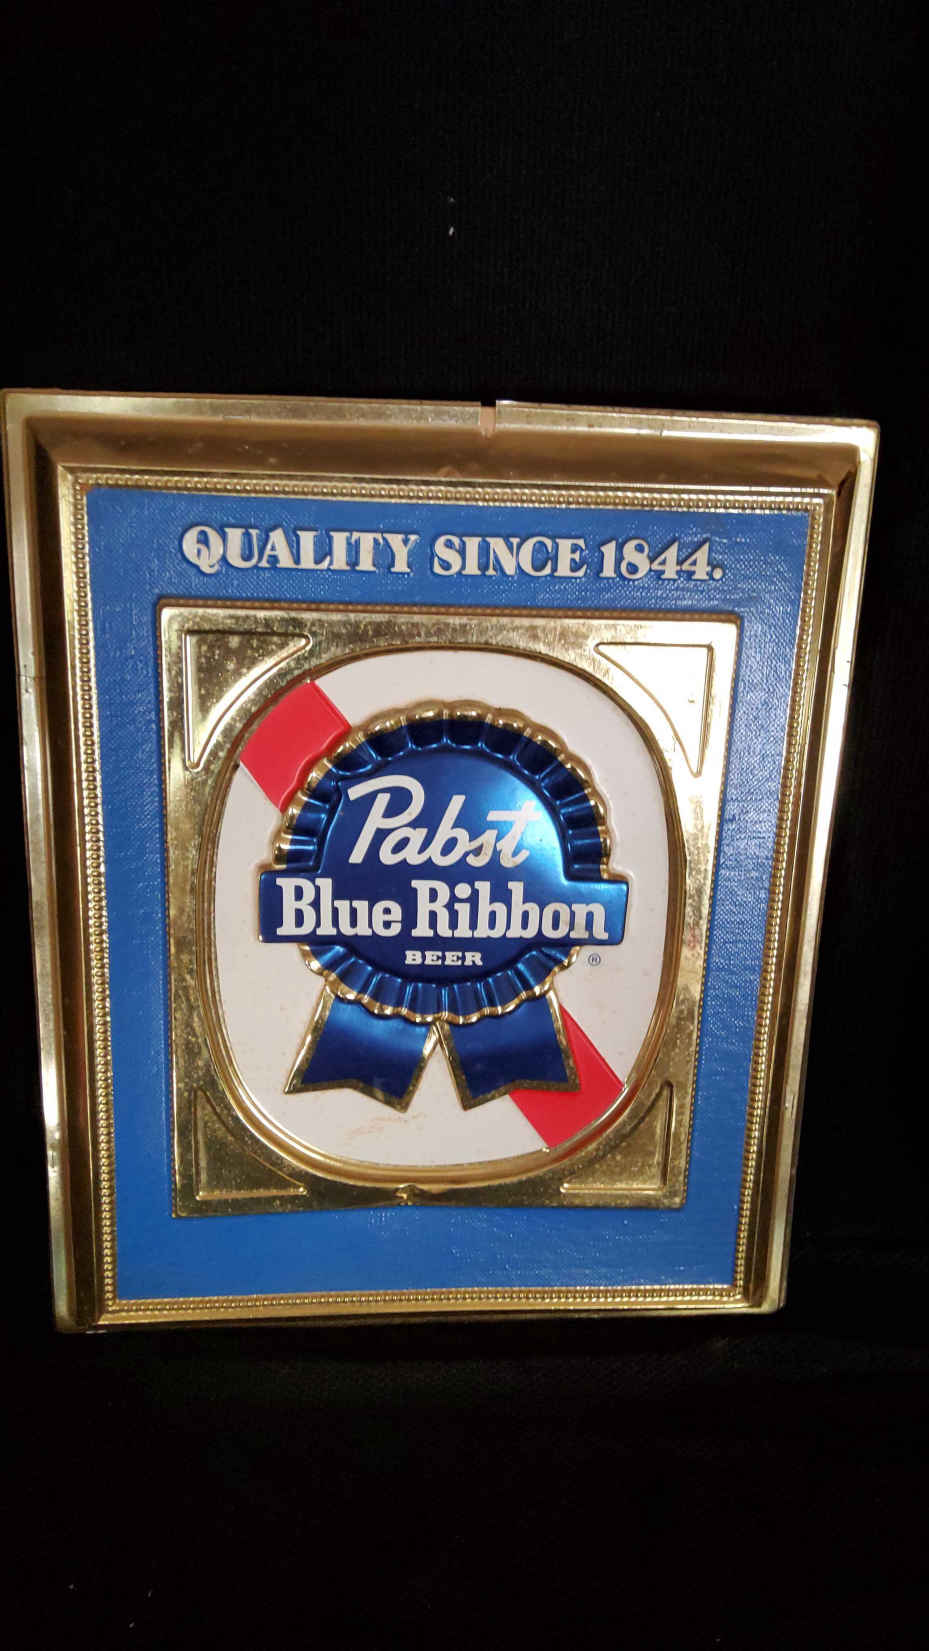 QUALITY SINCE 1844.
Pabst
Blue Ribbon
BEER
®